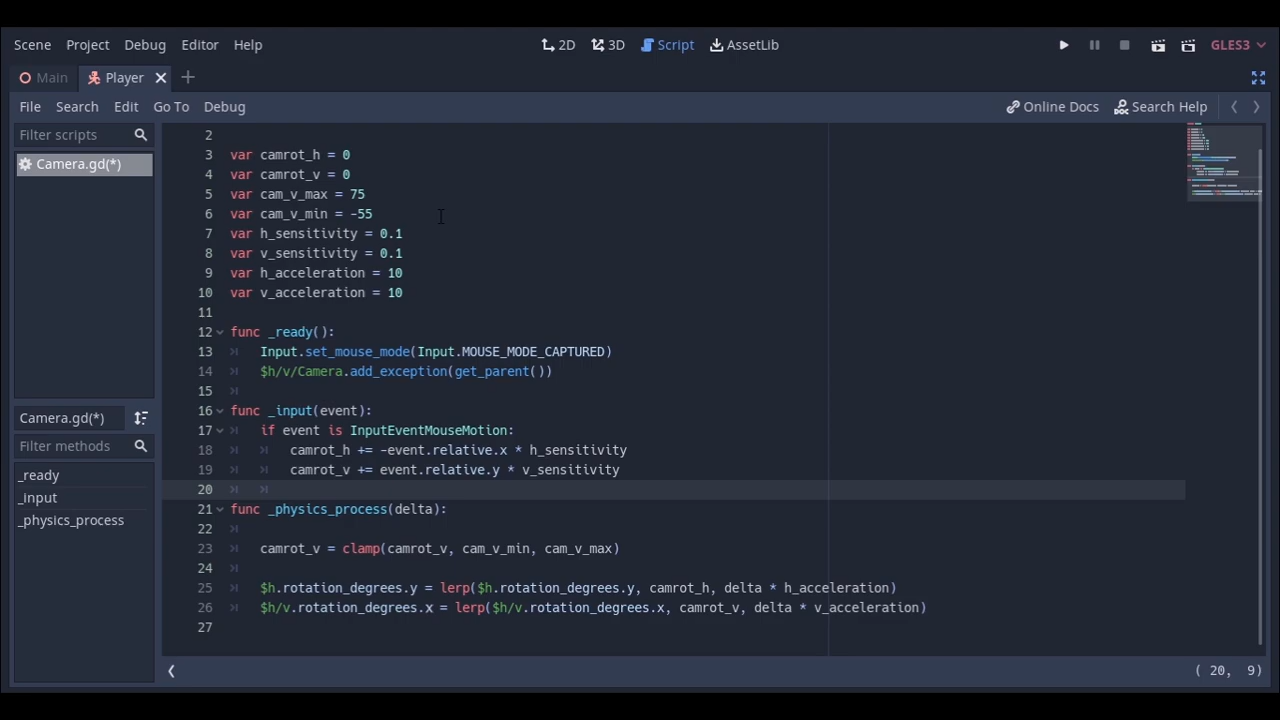 Scene Project Debug Editor Help 2D 3D Script AssetLib GLES3
Main Player
File Search Edit Go To Debug Online Docs Search Help
Filter scripts
Camera.gd(*)
Camera.gd(*)
Filter methods
_ready
_input
_physics_process
2
3 var camrot_h = 0
4 var camrot_v = 0
5 var cam_v_max = 75
6 var cam_v_min = -55
7 var h_sensitivity = 0.1
8 var v_sensitivity = 0.1
9 var h_acceleration = 10
10 var v_acceleration = 10
11
12 func _ready():
13 Input.set_mouse_mode(Input.MOUSE_MODE_CAPTURED)
14 $h/v/Camera.add_exception(get_parent())
15
16 func _input(event):
17 if event is InputEventMouseMotion:
18 camrot_h += -event.relative.x * h_sensitivity
19 camrot_v += event.relative.y * v_sensitivity
20
21 func _physics_process(delta):
22
23 camrot_v = clamp(camrot_v, cam_v_min, cam_v_max)
24
25 $h.rotation_degrees.y = lerp($h.rotation_degrees.y, camrot_h, delta * h_acceleration)
26 $h/v.rotation_degrees.x = lerp($h/v.rotation_degrees.x, camrot_v, delta * v_acceleration)
27
( 20, 9)